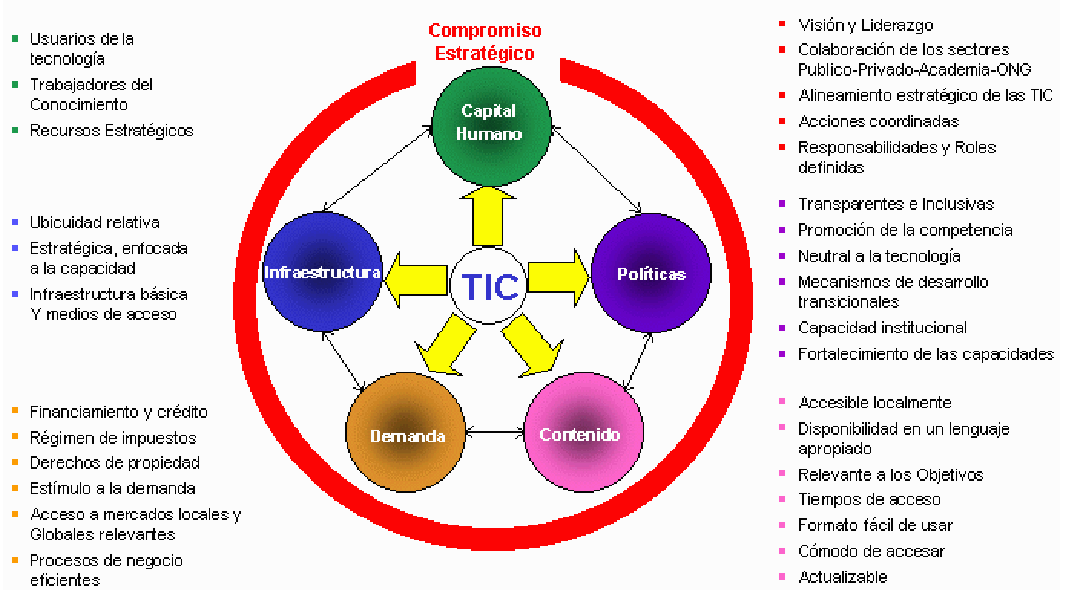 Usuarios de la
tecnología
Trabajadores del
Conocimiento
Recursos Estratégicos
Ubicuidad relativa
Estratégica, enfocada
a la capacidad
Infraestructura básica
Y medios de acceso
Financiamiento y crédito
Régimen de impuestos
Derechos de propiedad
Estímulo a la demanda
Acceso a mercados locales y
Globales relevantes
Procesos de negocio
eficientes
Compromiso
Estratégico
Capital
Humano
Infraestructura
TIC
Políticas
Demanda
Contenido
Visión y Liderazgo
Colaboración de los sectores
Publico-Privado-Academia-ONG
Alineamiento estratégico de las TIC
Acciones coordinadas
Responsabilidades y Roles
definidas
Transparentes e Inclusivas
Promoción de la competencia
Neutral a la tecnología
Mecanismos de desarrollo
transicionales
Capacidad institucional
Fortalecimiento de las capacidades
Accesible localmente
Disponibilidad en un lenguaje
apropiado
Relevante a los Objetivos
Tiempos de acceso
Formato fácil de usar
Cómodo de accesar
Actualizable